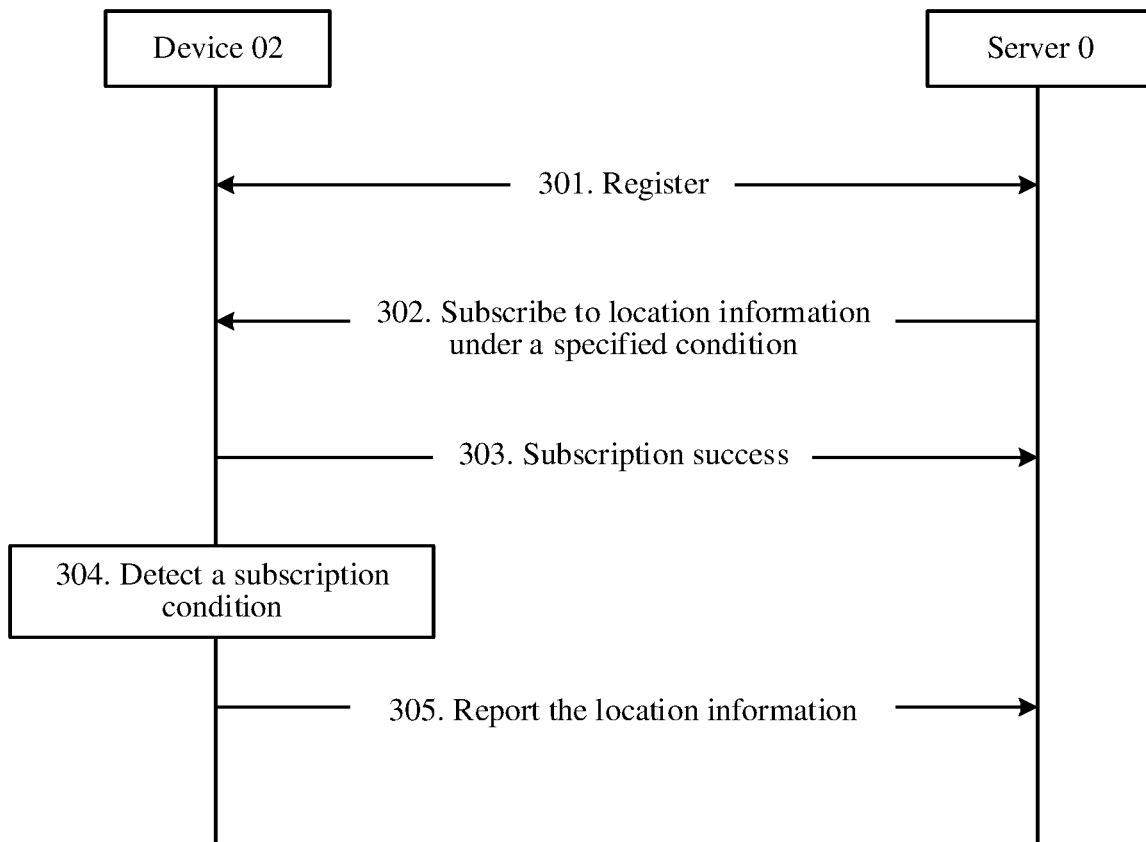 Device 02
Server 0
301. Register
302. Subscribe to location information
under a specified condition
303. Subscription success
304. Detect a subscription
condition
305. Report the location information